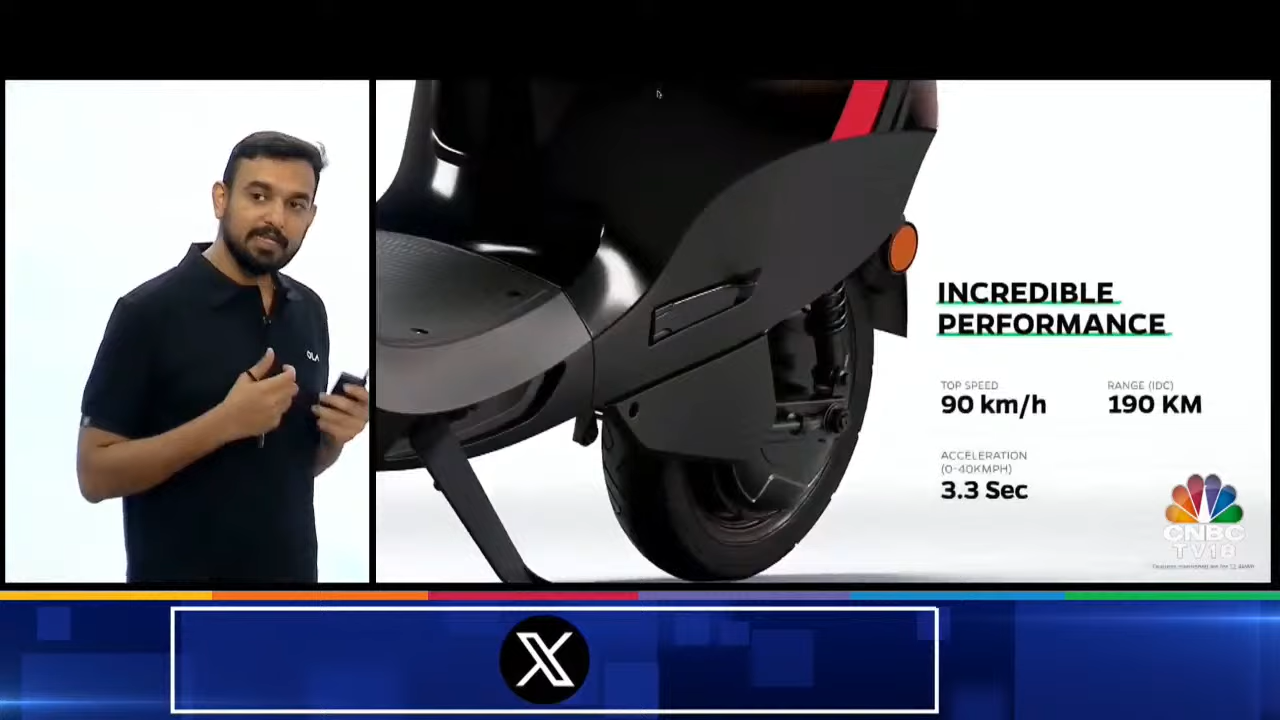 OLA
INCREDIBLE
PERFORMANCE
TOP SPEED
90 km/h
RANGE (IDC)
190 KM
ACCELERATION
(0-40KMPH)
3.3 Sec
CNBC
TV18